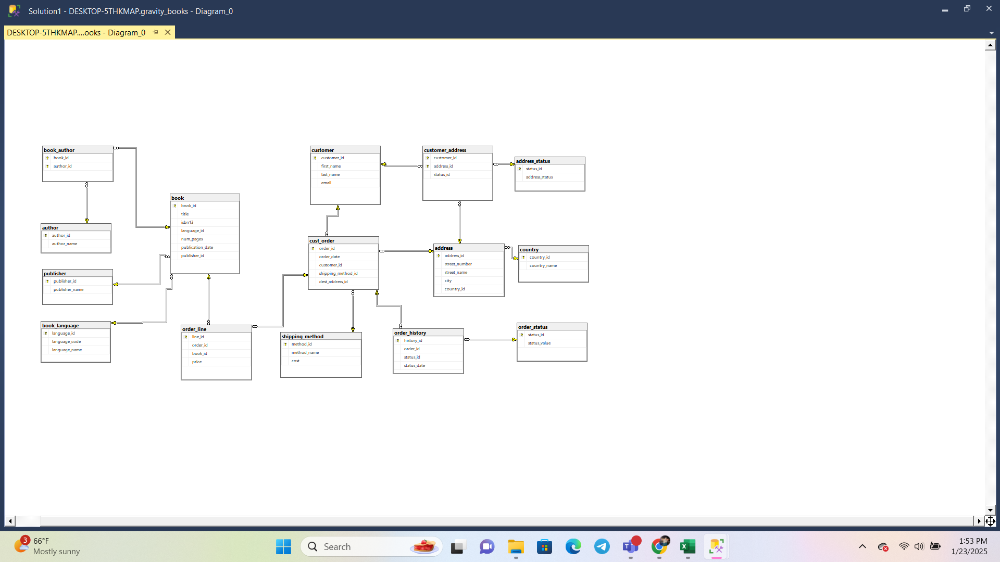 Solution1 - DESKTOP-5THKMAP.gravity_books - Diagram_0
DESKTOP-5THKMAP....ooks - Diagram_0
book_author
book_id
author_id
author
author_id
author_name
publisher
publisher_id
publisher_name
book_language
language_id
language_code
language_name
book
book_id
title
isbn13
language_id
num_pages
publication_date
publisher_id
order_line
line_id
order_id
book_id
price
customer
customer_id
first_name
last_name
email
cust_order
order_id
order_date
customer_id
shipping_method_id
dest_address_id
shipping_method
method_id
method_name
cost
customer_address
customer_id
address_id
status_id
address_status
status_id
address_status
address
address_id
street_number
street_name
city
country_id
country
country_id
country_name
order_history
history_id
order_id
status_id
status_date
order_status
status_id
status_value
3
66°F
Mostly sunny
Search
1:53 PM
1/23/2025